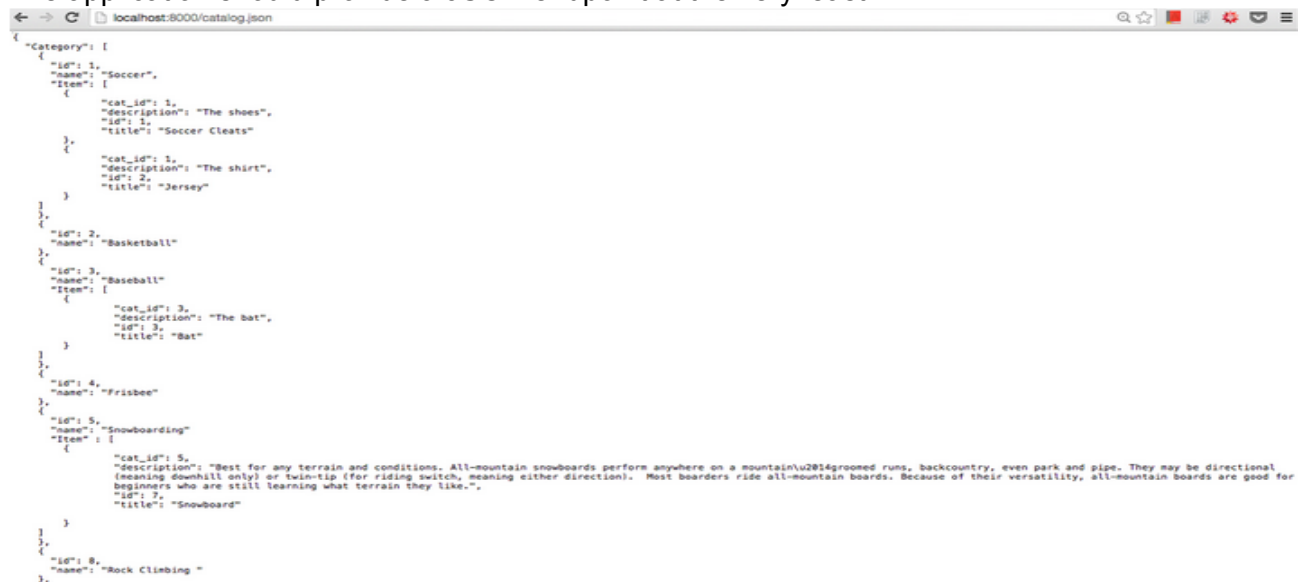 localhost:8000/catalog.json
{
"Category": [
{
"id": 1,
"name": "Soccer",
"Item": [
{
"cat_id": 1,
"description": "The shoes",
"id": 1,
"title": "Soccer Cleats"
},
{
"cat_id": 1,
"description": "The shirt",
"id": 2,
"title": "Jersey"
}
]
},
{
"id": 2,
"name": "Basketball"
},
{
"id": 3,
"name": "Baseball"
"Item": [
{
"cat_id": 3,
"description": "The bat",
"id": 3,
"title": "Bat"
}
]
},
{
"id": 4,
"name": "Frisbee"
},
{
"id": 5,
"name": "Snowboarding"
"Item" : [
{
"cat_id": 5,
"description": "Best for any terrain and conditions. All-mountain snowboards perform anywhere on a mountain\u2014groomed runs, backcountry, even park and pipe. They may be directional
(meaning downhill only) or twin-tip (for riding switch, meaning either direction).  Most boarders ride all-mountain boards. Because of their versatility, all-mountain boards are good for
beginners who are still learning what terrain they like.",
"id": 7,
"title": "Snowboard"
}
]
},
{
"id": 8,
"name": "Rock Climbing "
},